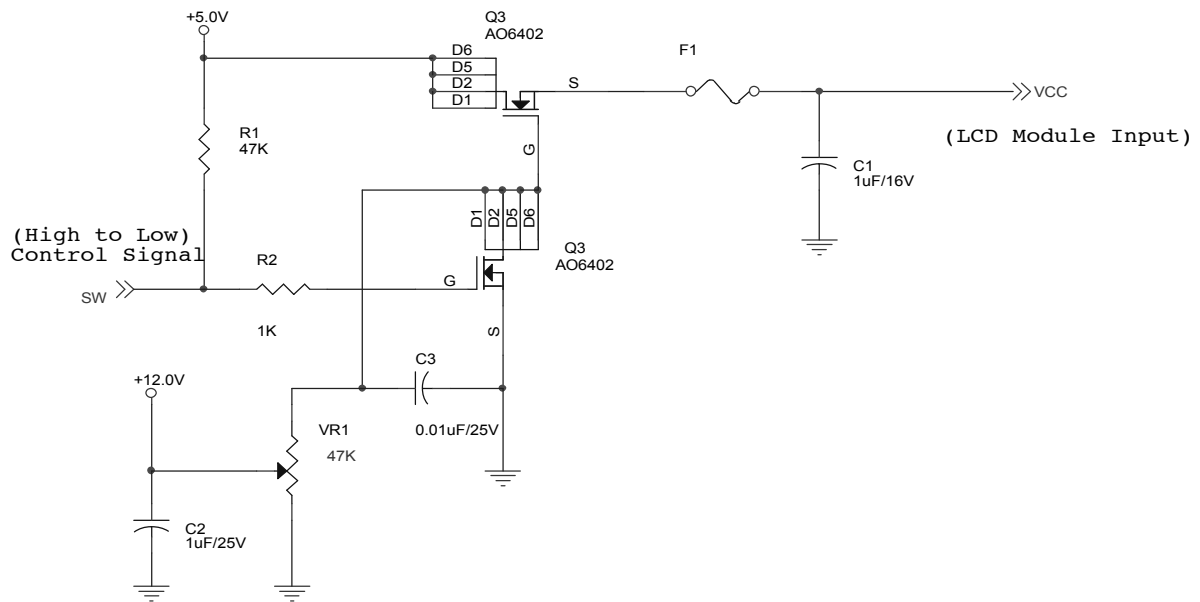 +5.0V
Q3
AO6402
D6
D5
D2
D1
S
F1
VCC
(LCD Module Input)
R1
47K
G
C1
1uF/16V
D1
D2
D5
D6
(High to Low)
Control Signal
Q3
AO6402
R2
G
SW
1K
S
C3
+12.0V
VR1
47K
0.01uF/25V
C2
1uF/25V